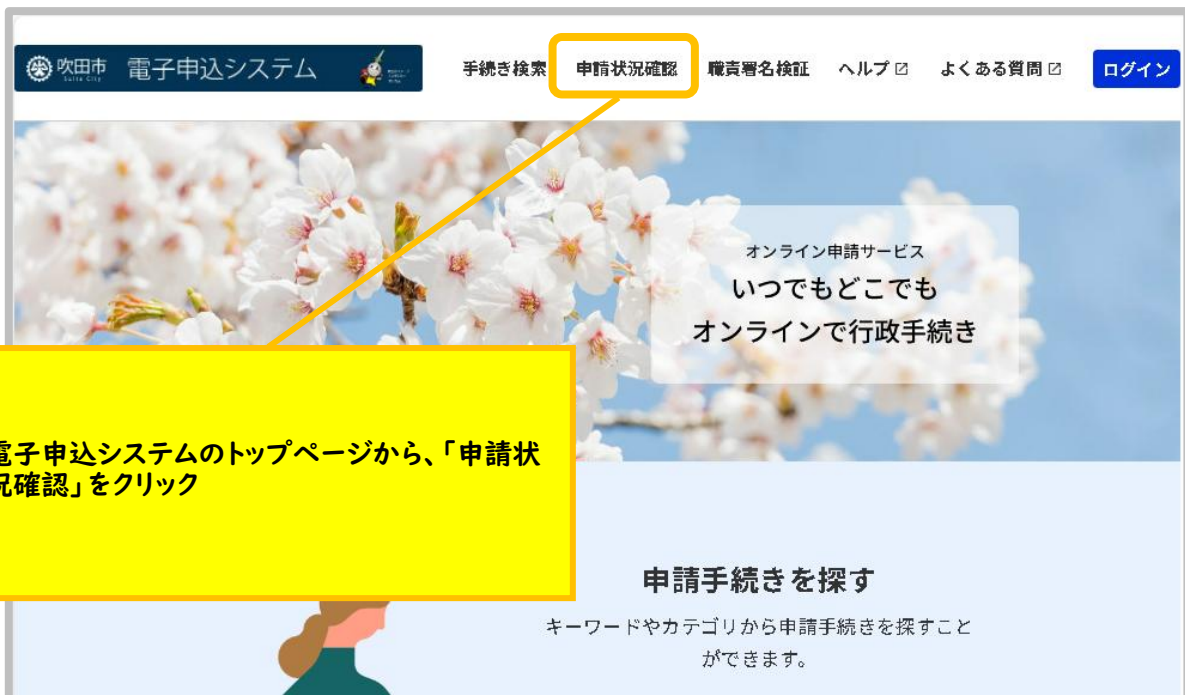 吹田市 電子申込システム
Suita City
手続き検索 申請状況確認 職責署名検証 ヘルプ よくある質問 ログイン
オンライン申請サービス
いつでもどこでも
オンラインで行政手続き
電子申込システムのトップページから、「申請状
況確認」をクリック
申請手続きを探す
キーワードやカテゴリから申請手続きを探すこと
ができます。